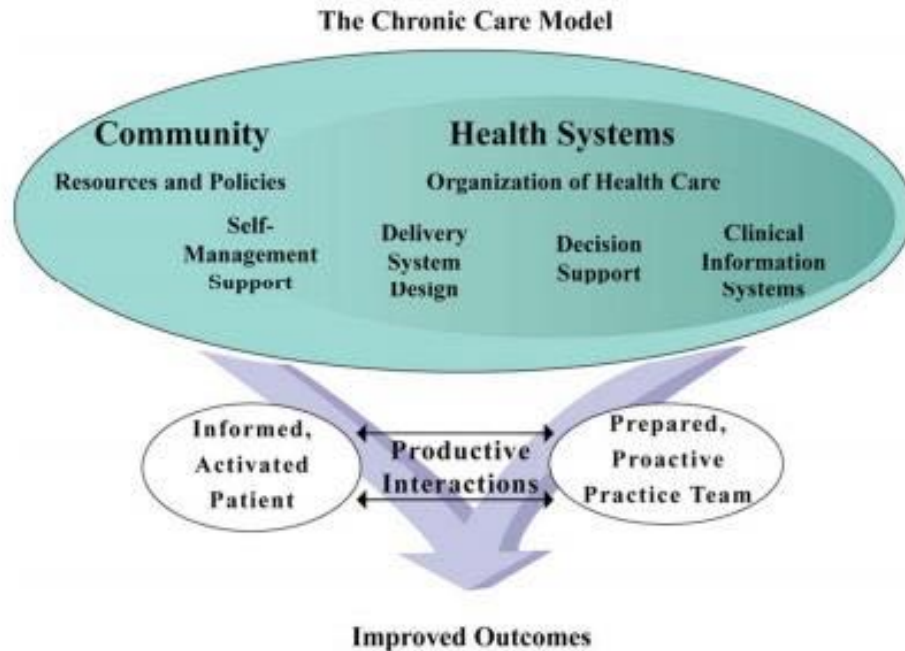 The Chronic Care Model
Community
Health Systems
Resources and Policies
Organization of Health Care
Self-
Management
Support
Delivery
System
Design
Decision
Support
Clinical
Information
Systems
Informed,
Activated
Patient
Productive
Interactions
Prepared,
Proactive
Practice Team
Improved Outcomes